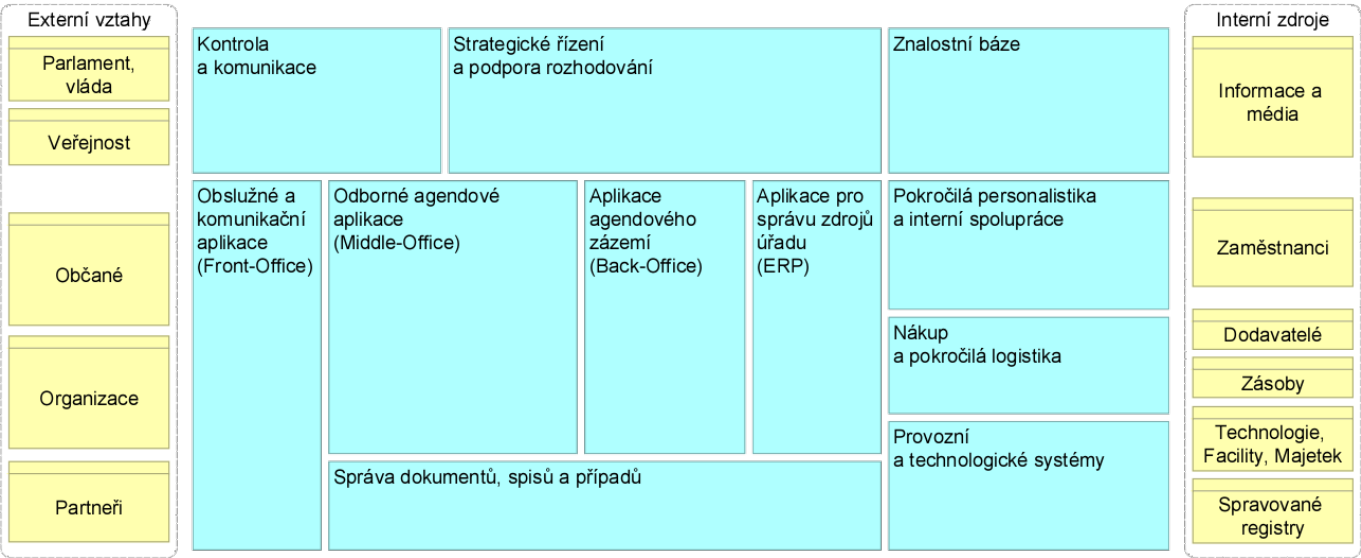 Externí vztahy
Parlament,
vláda
Veřejnost
Občané
Organizace
Partneři
Kontrola
a komunikace
Strategické řízení
a podpora rozhodování
Znalostní báze
Obslužné a
komunikační
aplikace
(Front-Office)
Odborné agendové
aplikace
(Middle-Office)
Aplikace
agendového
zázemí
(Back-Office)
Aplikace pro
správu zdrojů
úřadu
(ERP)
Pokročilá personalistika
a interní spolupráce
Nákup
a pokročilá logistika
Provozní
a technologické systémy
Správa dokumentů, spisů a případů
Interní zdroje
Informace a
média
Zaměstnanci
Dodavatelé
Zásoby
Technologie,
Facility, Majetek
Spravované
registry